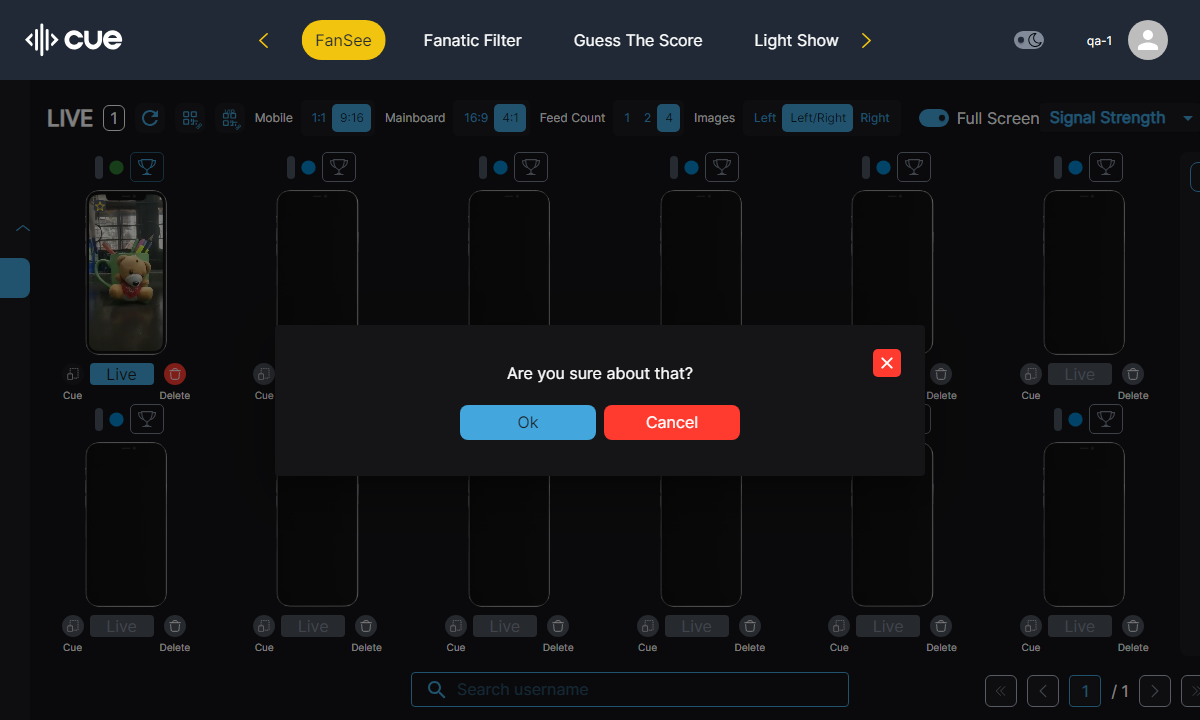 cue
FanSee
Fanatic Filter
Guess The Score
Light Show
qa-1
LIVE 1
Mobile 1:1 9:16
Mainboard 16:9 4:1
Feed Count 1 2 4
Images Left Left/Right Right
Full Screen
Signal Strength
Live
Live
Cue Delete Cue Delete Cue Delete
Are you sure about that?
Ok Cancel
Live Live Live Live Live Live
Cue Delete Cue Delete Cue Delete Cue Delete Cue Delete Cue Delete
Search username
1 / 1